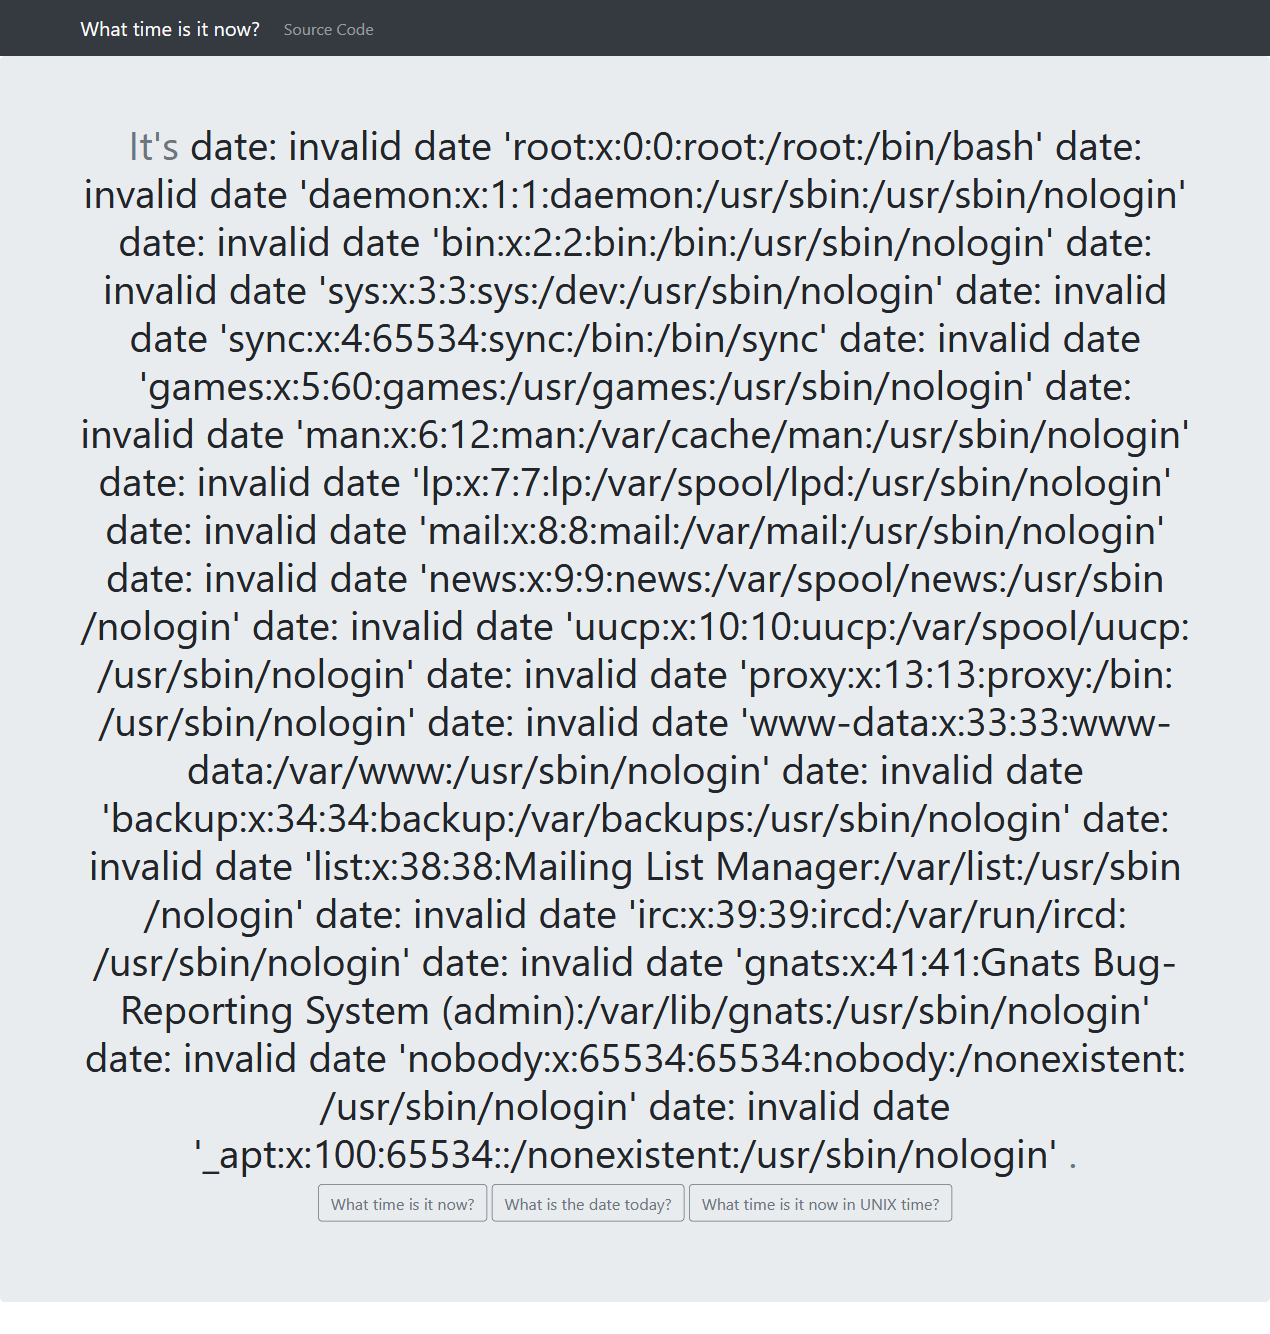 What time is it now? Source Code
It's date: invalid date 'root:x:0:0:root:/root:/bin/bash' date:
invalid date 'daemon:x:1:1:daemon:/usr/sbin:/usr/sbin/nologin'
date: invalid date 'bin:x:2:2:bin:/bin:/usr/sbin/nologin' date:
invalid date 'sys:x:3:3:sys:/dev:/usr/sbin/nologin' date: invalid
date 'sync:x:4:65534:sync:/bin:/bin/sync' date: invalid date
'games:x:5:60:games:/usr/games:/usr/sbin/nologin' date:
invalid date 'man:x:6:12:man:/var/cache/man:/usr/sbin/nologin'
date: invalid date 'lp:x:7:7:lp:/var/spool/lpd:/usr/sbin/nologin'
date: invalid date 'mail:x:8:8:mail:/var/mail:/usr/sbin/nologin'
date: invalid date 'news:x:9:9:news:/var/spool/news:/usr/sbin
/nologin' date: invalid date 'uucp:x:10:10:uucp:/var/spool/uucp:
/usr/sbin/nologin' date: invalid date 'proxy:x:13:13:proxy:/bin:
/usr/sbin/nologin' date: invalid date 'www-data:x:33:33:www-
data:/var/www:/usr/sbin/nologin' date: invalid date
'backup:x:34:34:backup:/var/backups:/usr/sbin/nologin' date:
invalid date 'list:x:38:38:Mailing List Manager:/var/list:/usr/sbin
/nologin' date: invalid date 'irc:x:39:39:ircd:/var/run/ircd:
/usr/sbin/nologin' date: invalid date 'gnats:x:41:41:Gnats Bug-
Reporting System (admin):/var/lib/gnats:/usr/sbin/nologin'
date: invalid date 'nobody:x:65534:65534:nobody:/nonexistent:
/usr/sbin/nologin' date: invalid date
'_apt:x:100:65534::/nonexistent:/usr/sbin/nologin' .
What time is it now? What is the date today? What time is it now in UNIX time?